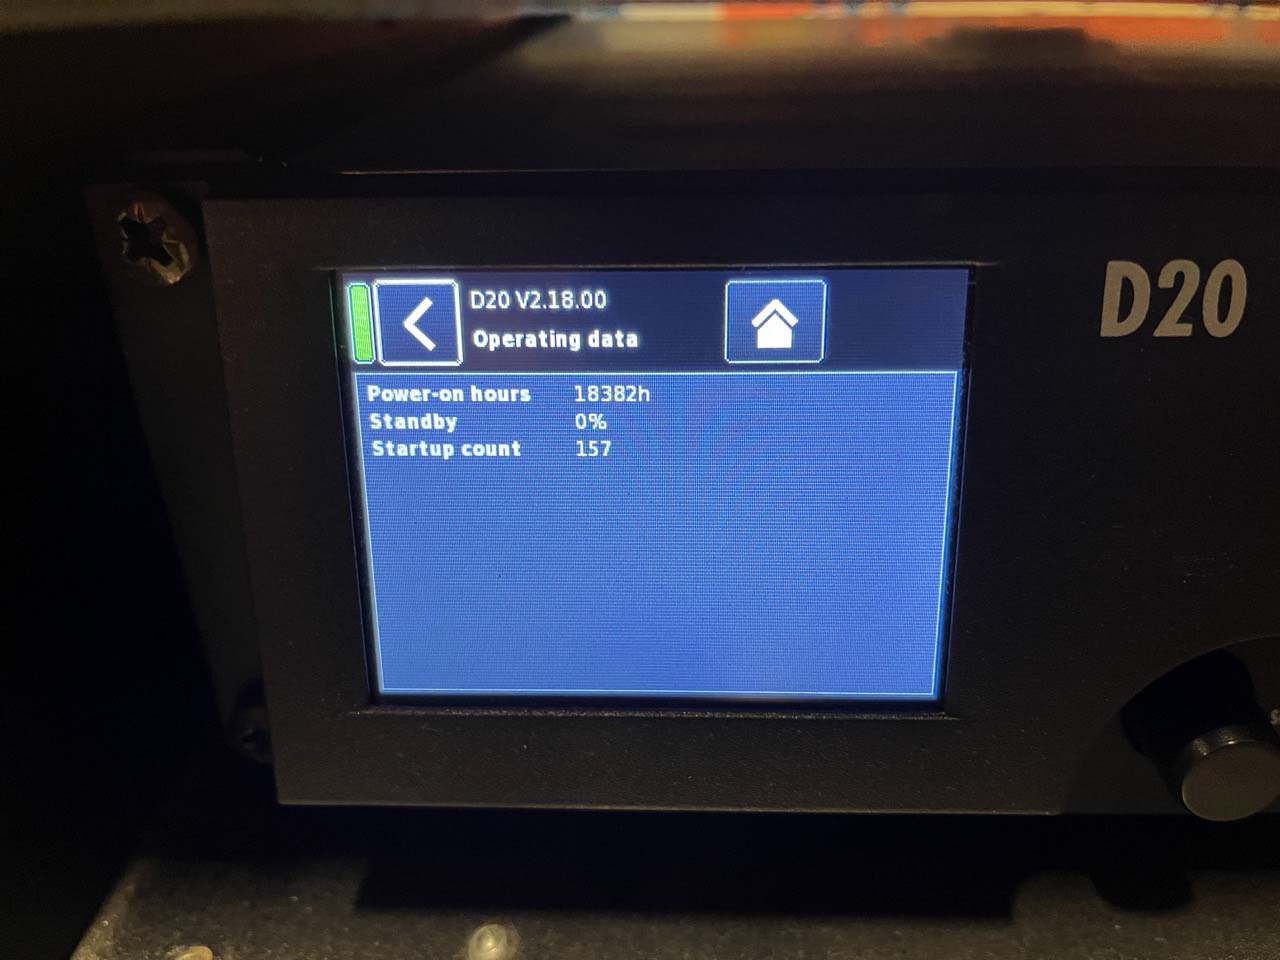 D20 V2.18.00
Operating data
D20
Power-on hours 18382h
Standby 0%
Startup count 157